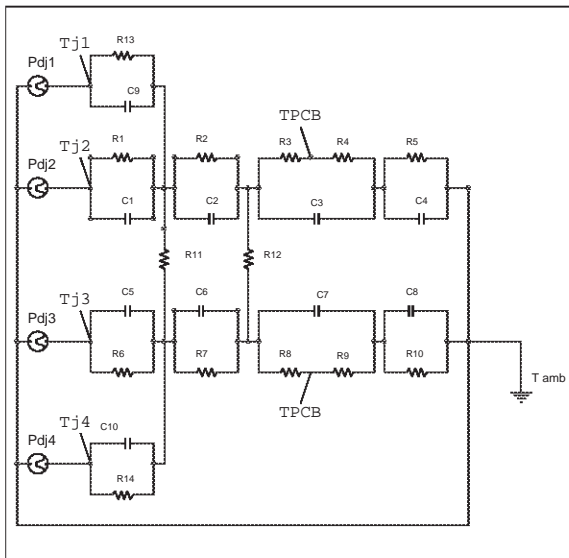 Tj1
R13
Pdj1
C9
TPCB
Tj2
R1
R2
R3
R4
R5
Pdj2
C1
C2
C3
C4
R11
R12
Tj3
C5
C6
C7
C8
Pdj3
R6
R7
R8
R9
R10
T amb
TPCB
Tj4
C10
Pdj4
R14